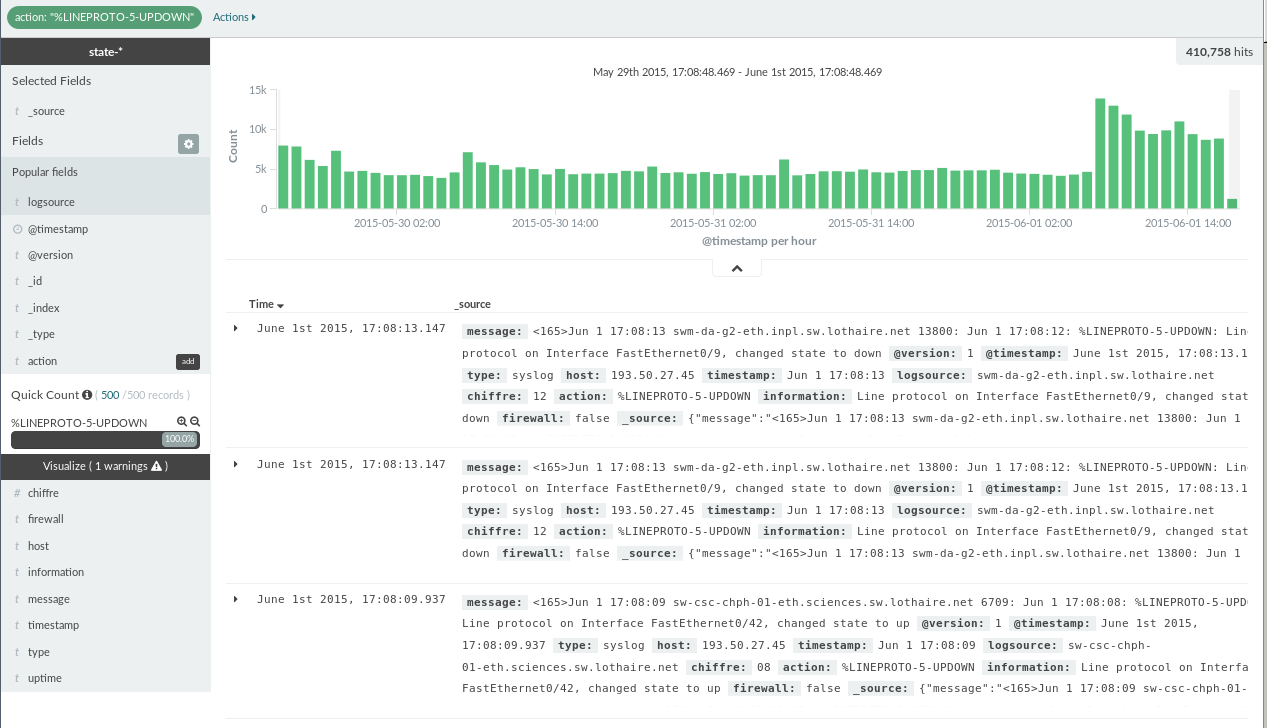 action: "%LINEPROTO-5-UPDOWN" Actions
state-*
Selected Fields
t _source
Fields
Popular fields
t logsource
@timestamp
t @version
t _id
t _index
t _type
t action add
Quick Count ( 500 /500 records )
%LINEPROTO-5-UPDOWN
100.0%
Visualize ( 1 warnings )
# chiffre
t firewall
t host
t information
t message
t timestamp
t type
t uptime
410,758 hits
May 29th 2015, 17:08:48.469 - June 1st 2015, 17:08:48.469
Count
15k
10k
5k
0
2015-05-30 02:00 2015-05-30 14:00 2015-05-31 02:00 2015-05-31 14:00 2015-06-01 02:00 2015-06-01 14:00
@timestamp per hour
Time _source
June 1st 2015, 17:08:13.147 message: <165>Jun 1 17:08:13 swm-da-g2-eth.inpl.sw.lothaire.net 13800: Jun 1 17:08:12: %LINEPROTO-5-UPDOWN: Line
protocol on Interface FastEthernet0/9, changed state to down @version: 1 @timestamp: June 1st 2015, 17:08:13.1
type: syslog host: 193.50.27.45 timestamp: Jun 1 17:08:13 logsource: swm-da-g2-eth.inpl.sw.lothaire.net
chiffre: 12 action: %LINEPROTO-5-UPDOWN information: Line protocol on Interface FastEthernet0/9, changed stat
down firewall: false _source: {"message":"<165>Jun 1 17:08:13 swm-da-g2-eth.inpl.sw.lothaire.net 13800: Jun 1
June 1st 2015, 17:08:13.147 message: <165>Jun 1 17:08:13 swm-da-g2-eth.inpl.sw.lothaire.net 13800: Jun 1 17:08:12: %LINEPROTO-5-UPDOWN: Line
protocol on Interface FastEthernet0/9, changed state to down @version: 1 @timestamp: June 1st 2015, 17:08:13.1
type: syslog host: 193.50.27.45 timestamp: Jun 1 17:08:13 logsource: swm-da-g2-eth.inpl.sw.lothaire.net
chiffre: 12 action: %LINEPROTO-5-UPDOWN information: Line protocol on Interface FastEthernet0/9, changed stat
down firewall: false _source: {"message":"<165>Jun 1 17:08:13 swm-da-g2-eth.inpl.sw.lothaire.net 13800: Jun 1
June 1st 2015, 17:08:09.937 message: <165>Jun 1 17:08:09 sw-csc-chph-01-eth.sciences.sw.lothaire.net 6709: Jun 1 17:08:08: %LINEPROTO-5-UPD
Line protocol on Interface FastEthernet0/42, changed state to up @version: 1 @timestamp: June 1st 2015,
17:08:09.937 type: syslog host: 193.50.27.45 timestamp: Jun 1 17:08:09 logsource: sw-csc-chph-
01-eth.sciences.sw.lothaire.net chiffre: 08 action: %LINEPROTO-5-UPDOWN information: Line protocol on Interfa
FastEthernet0/42, changed state to up firewall: false _source: {"message":"<165>Jun 1 17:08:09 sw-csc-chph-01-